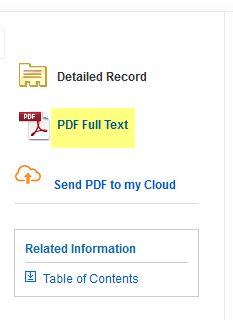 Detailed Record
PDF
PDF Full Text
Send PDF to my Cloud
Related Information
Table of Contents